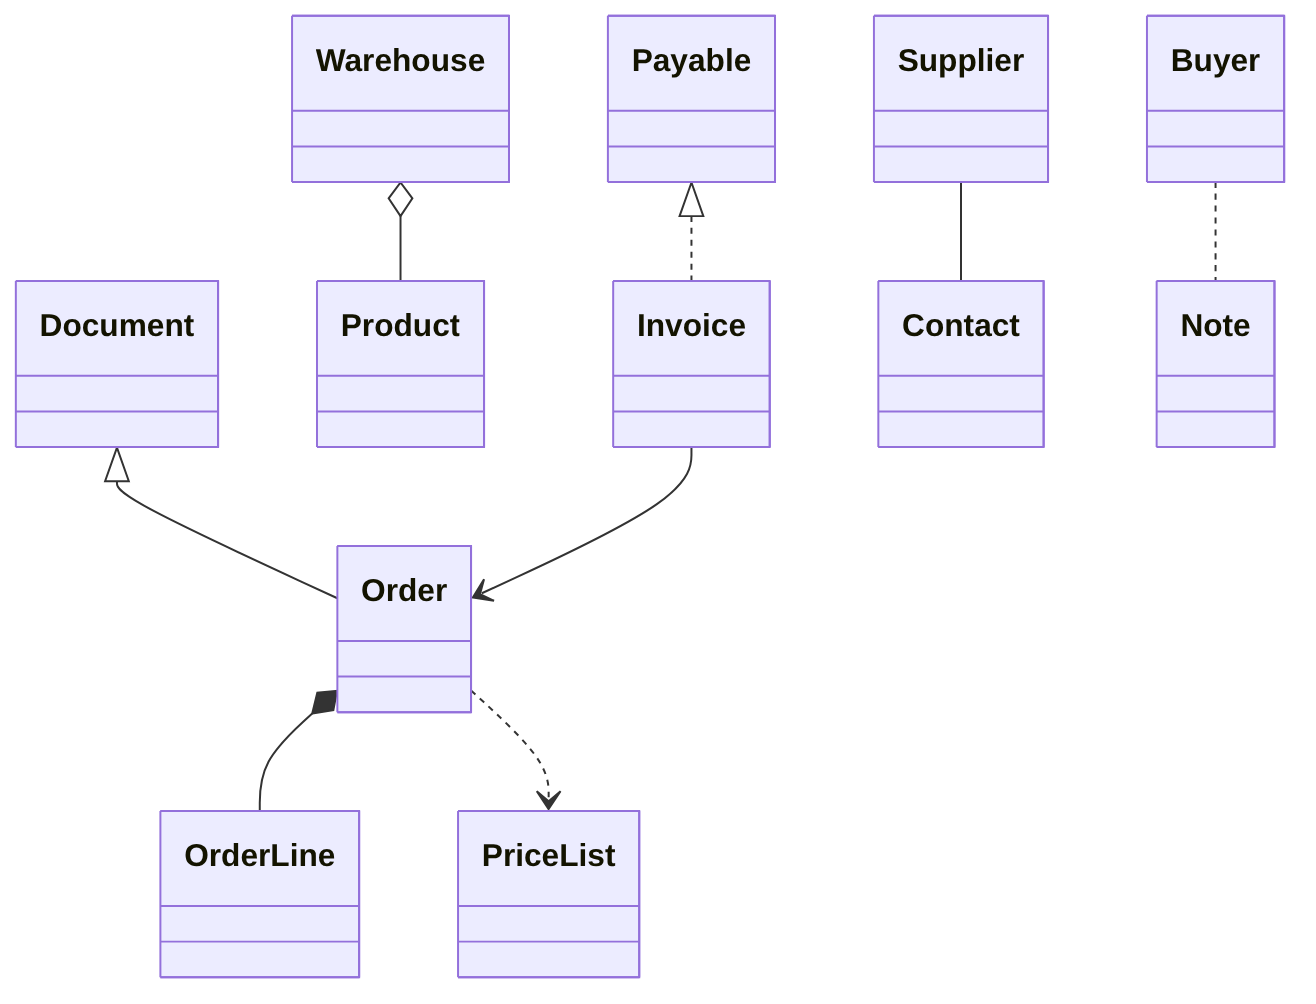 Warehouse
Payable
Supplier
Buyer
Document
Product
Invoice
Contact
Note
Order
OrderLine
PriceList